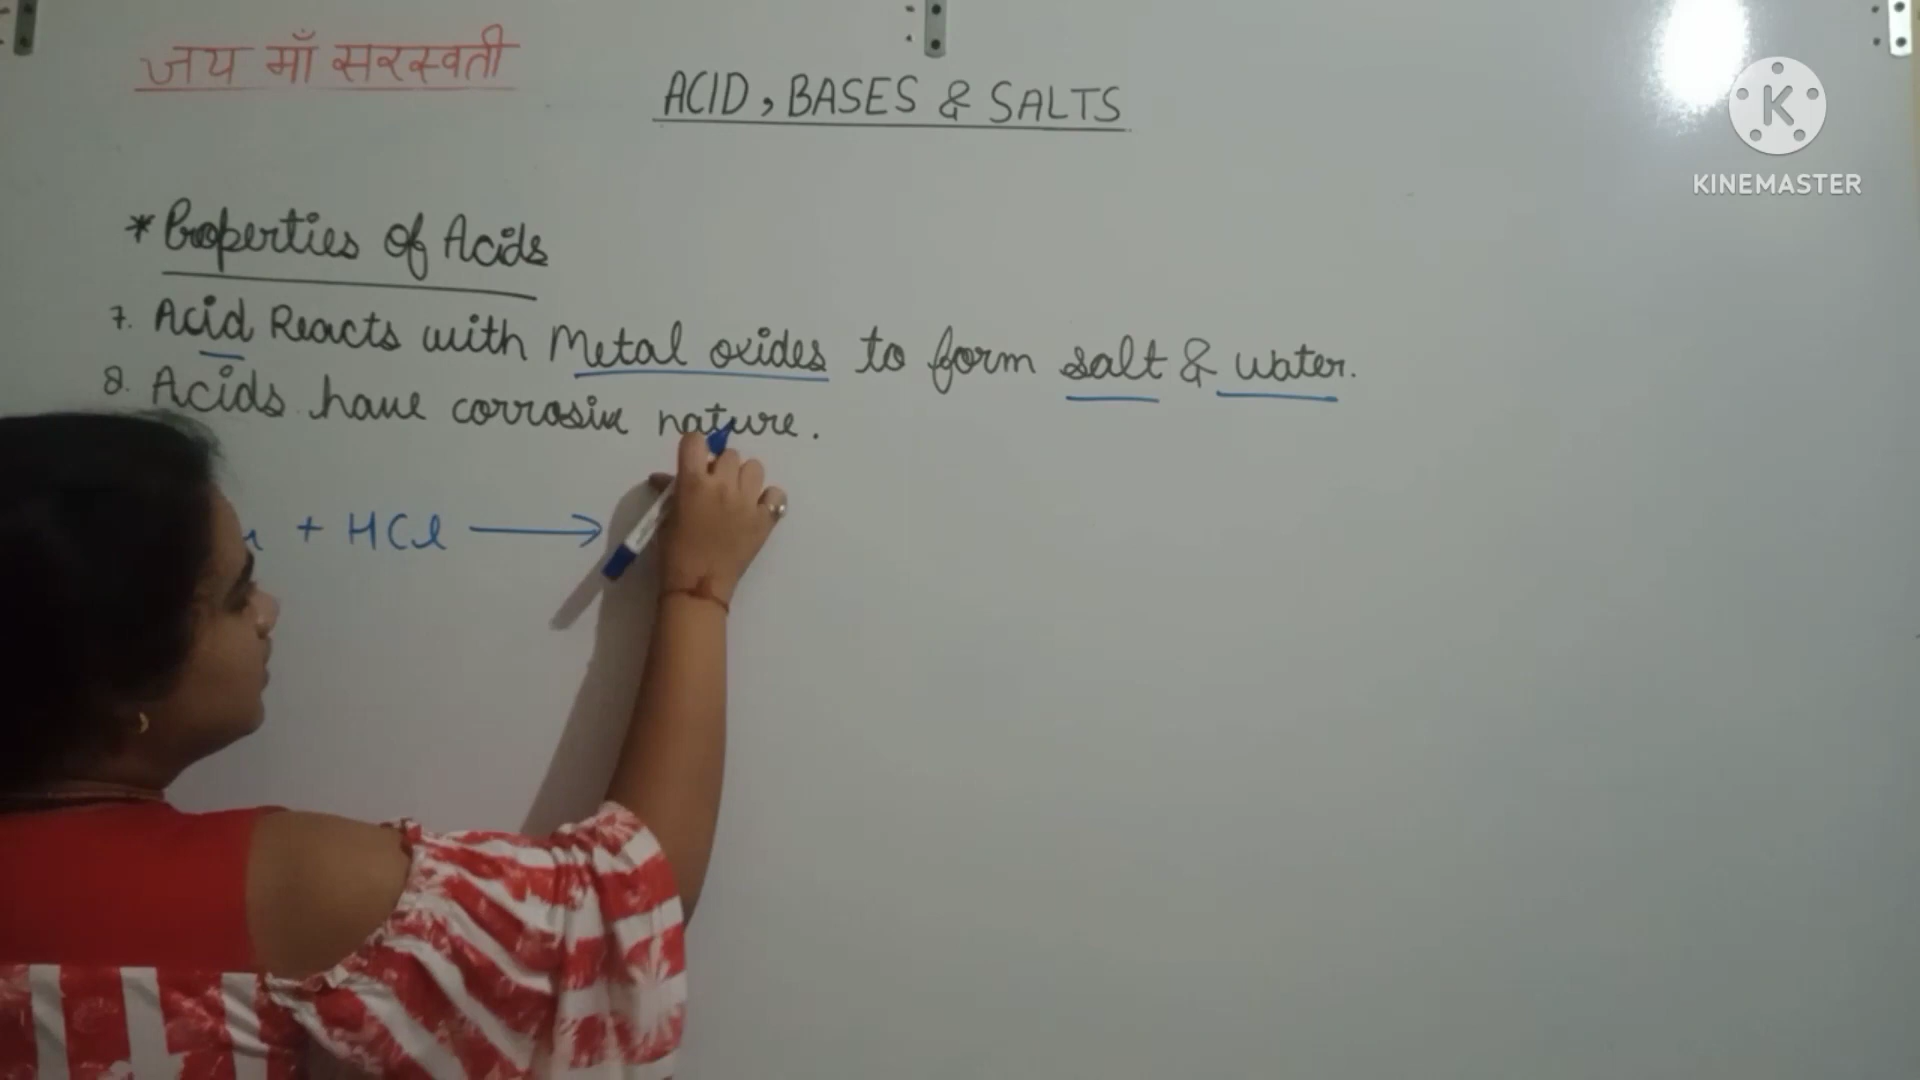 जय माँ सरस्वती
ACID, BASES & SALTS
K
KINEMASTER
* Properties of Acids
7. Acid Reacts with Metal oxides to form salt & water.
8. Acids have corrosive nature.
+ HCl ⟶